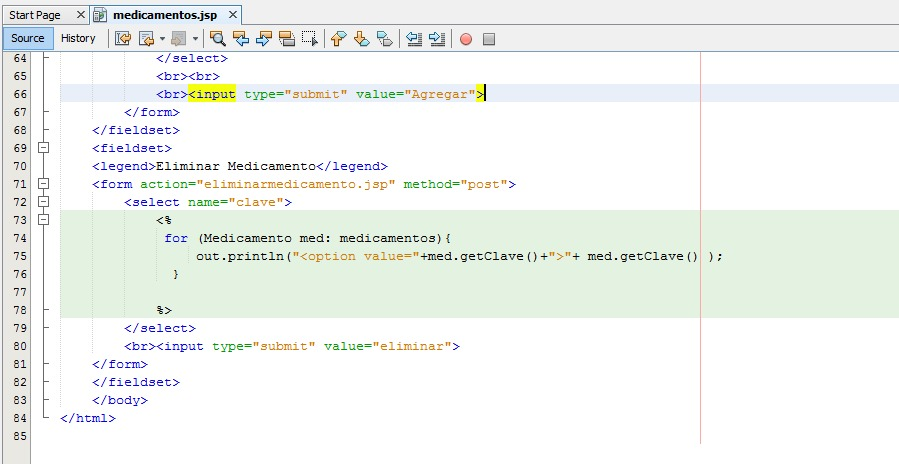 Start Page medicamentos.jsp
Source History
64 </select>
65 <br><br>
66 <br><input type="submit" value="Agregar">
67 </form>
68 </fieldset>
69 <fieldset>
70 <legend>Eliminar Medicamento</legend>
71 <form action="eliminarmedicamento.jsp" method="post">
72 <select name="clave">
73 <%
74 for (Medicamento med: medicamentos){
75 out.println("<option value="+med.getClave()+">"+ med.getClave() );
76 }
77
78 %>
79 </select>
80 <br><input type="submit" value="eliminar">
81 </form>
82 </fieldset>
83 </body>
84 </html>
85